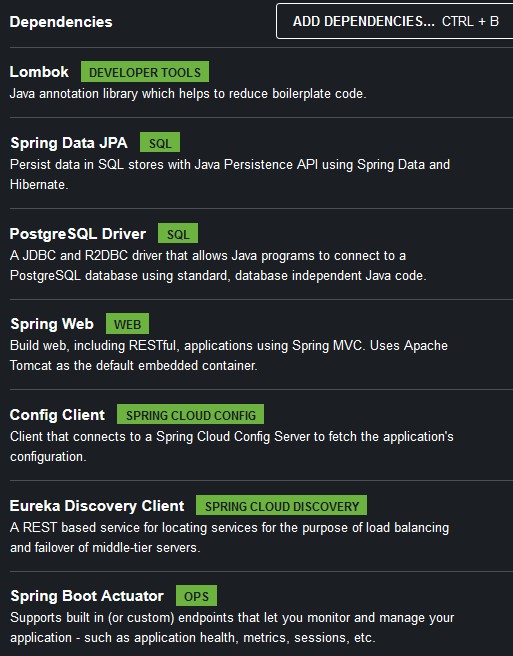 Dependencies
ADD DEPENDENCIES... CTRL + B
Lombok DEVELOPER TOOLS
Java annotation library which helps to reduce boilerplate code.
Spring Data JPA SQL
Persist data in SQL stores with Java Persistence API using Spring Data and
Hibernate.
PostgreSQL Driver SQL
A JDBC and R2DBC driver that allows Java programs to connect to a
PostgreSQL database using standard, database independent Java code.
Spring Web WEB
Build web, including RESTful, applications using Spring MVC. Uses Apache
Tomcat as the default embedded container.
Config Client SPRING CLOUD CONFIG
Client that connects to a Spring Cloud Config Server to fetch the application's
configuration.
Eureka Discovery Client SPRING CLOUD DISCOVERY
A REST based service for locating services for the purpose of load balancing
and failover of middle-tier servers.
Spring Boot Actuator OPS
Supports built in (or custom) endpoints that let you monitor and manage your
application - such as application health, metrics, sessions, etc.